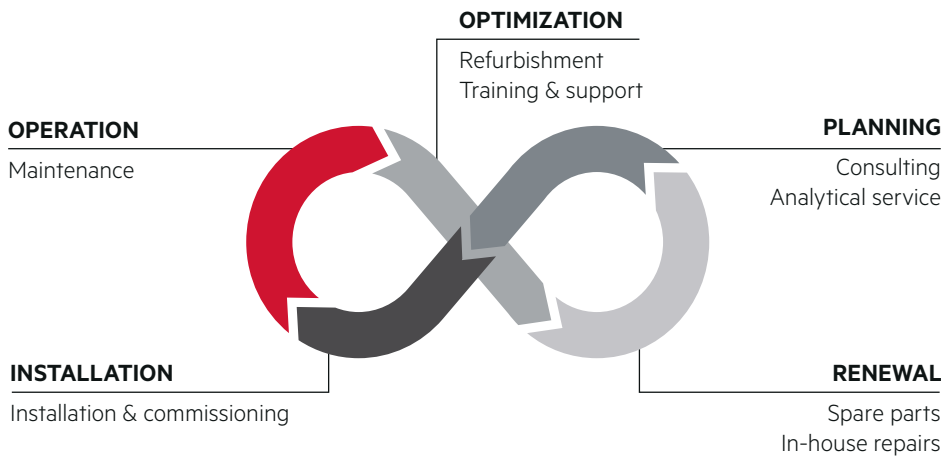 OPTIMIZATION
Refurbishment
Training & support
OPERATION
Maintenance
PLANNING
Consulting
Analytical service
INSTALLATION
Installation & commissioning
RENEWAL
Spare parts
In-house repairs